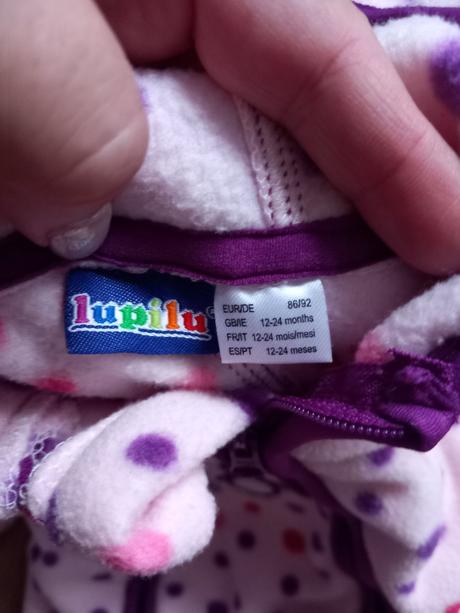 lupilu
EUR/DE 86/92
GB/IE 12-24 months
FR/IT 12-24 mois/mesi
ES/PT 12-24 meses